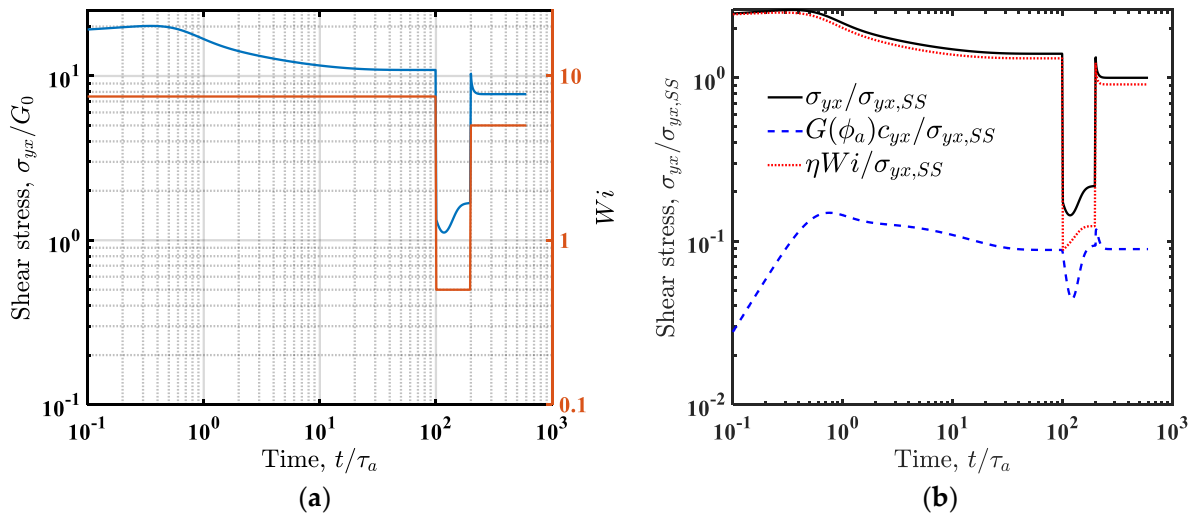 Shear stress, σ_yx/G_0
10^1
10^0
10^-1
10
1
0.1
Wi
10^-1 10^0 10^1 10^2 10^3
Time, t/τ_a
(a)
Shear stress, σ_yx/σ_yx,SS
10^0
10^-1
10^-2
σ_yx/σ_yx,SS
G(ϕ_a)c_yx/σ_yx,SS
ηWi/σ_yx,SS
10^-1 10^0 10^1 10^2 10^3
Time, t/τ_a
(b)